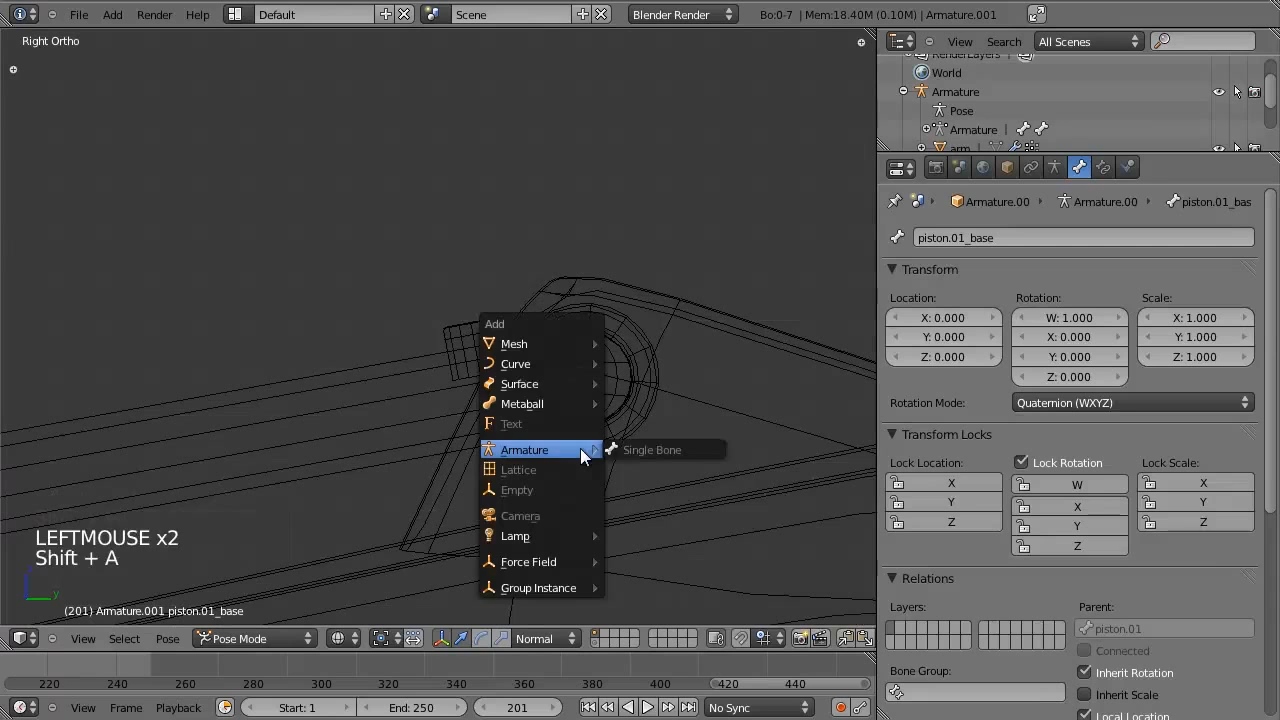 File Add Render Help Default Scene Blender Render Bo:0-7 | Mem:18.40M (0.10M) | Armature.001
Right Ortho
View Search All Scenes
RenderLayers |
World
Armature
Pose
Armature |
arm |
Armature.00 Armature.00 piston.01_bas
piston.01_base
Transform
Location: Rotation: Scale:
X: 0.000 W: 1.000 X: 1.000
Y: 0.000 X: 0.000 Y: 1.000
Z: 0.000 Y: 0.000 Z: 1.000
Z: 0.000
Rotation Mode: Quaternion (WXYZ)
Transform Locks
Lock Location: Lock Rotation Lock Scale:
X W X
Y X Y
Z Y Z
Z
Relations
Layers: Parent:
piston.01
Connected
Bone Group: Inherit Rotation
Inherit Scale
Local Location
Add
Mesh
Curve
Surface
Metaball
Text
Armature Single Bone
Lattice
Empty
Camera
Lamp
Force Field
Group Instance
LEFTMOUSE x2
Shift + A
z y
(201) Armature.001 piston.01_base
View Select Pose Pose Mode Normal
220 240 260 280 300 320 340 360 380 400 420 440
View Frame Playback Start: 1 End: 250 201 No Sync